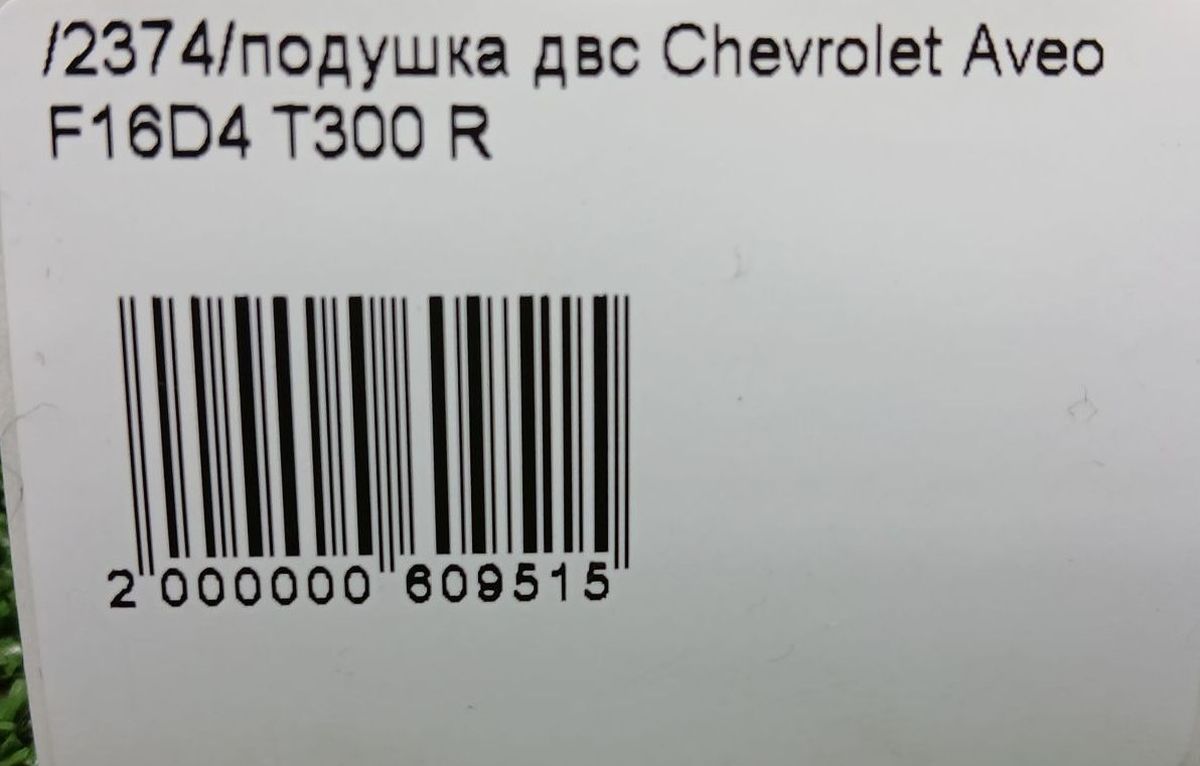 /2374/подушка двс Chevrolet Aveo
F16D4 T300 R
2 000000 609515